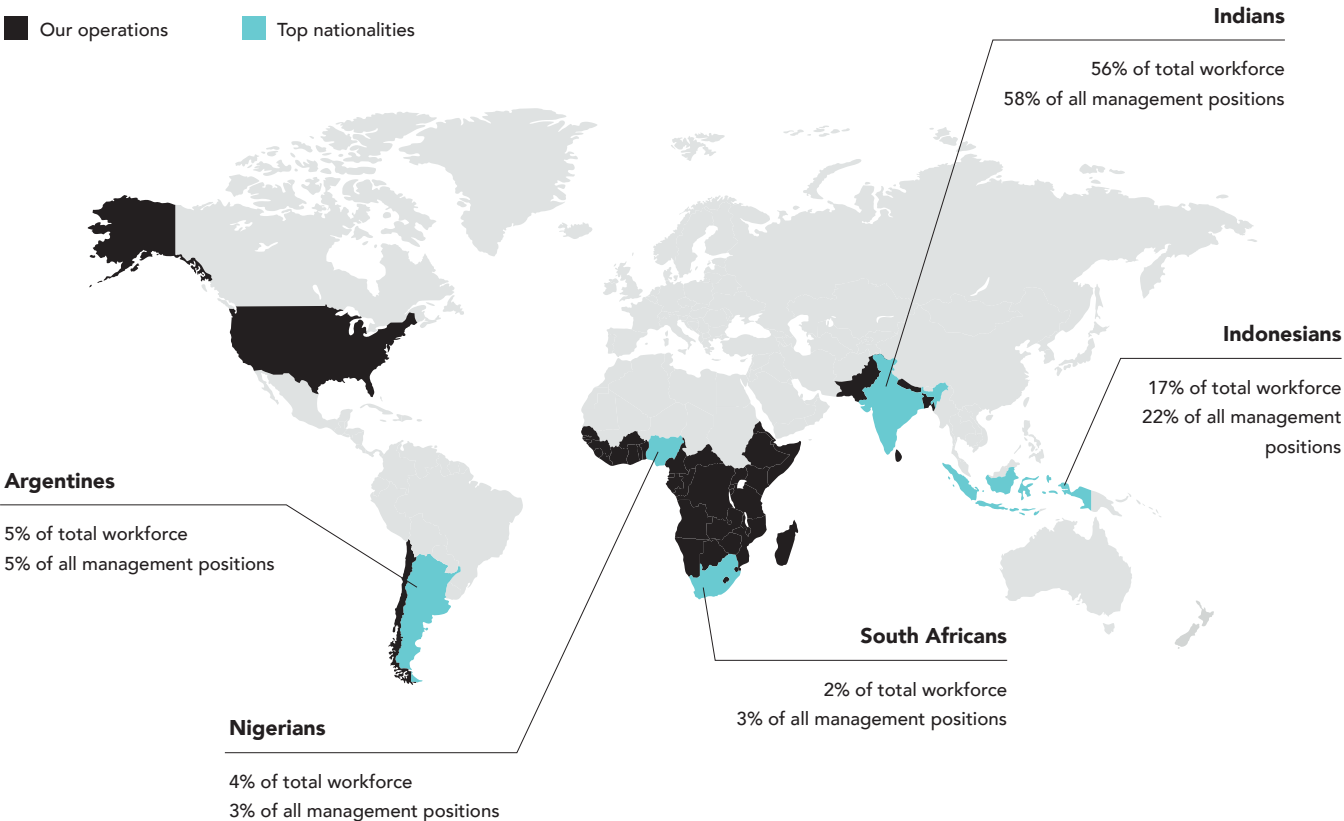 Our operations
Top nationalities
Indians
56% of total workforce
58% of all management positions
Indonesians
17% of total workforce
22% of all management
positions
Argentines
5% of total workforce
5% of all management positions
South Africans
2% of total workforce
3% of all management positions
Nigerians
4% of total workforce
3% of all management positions